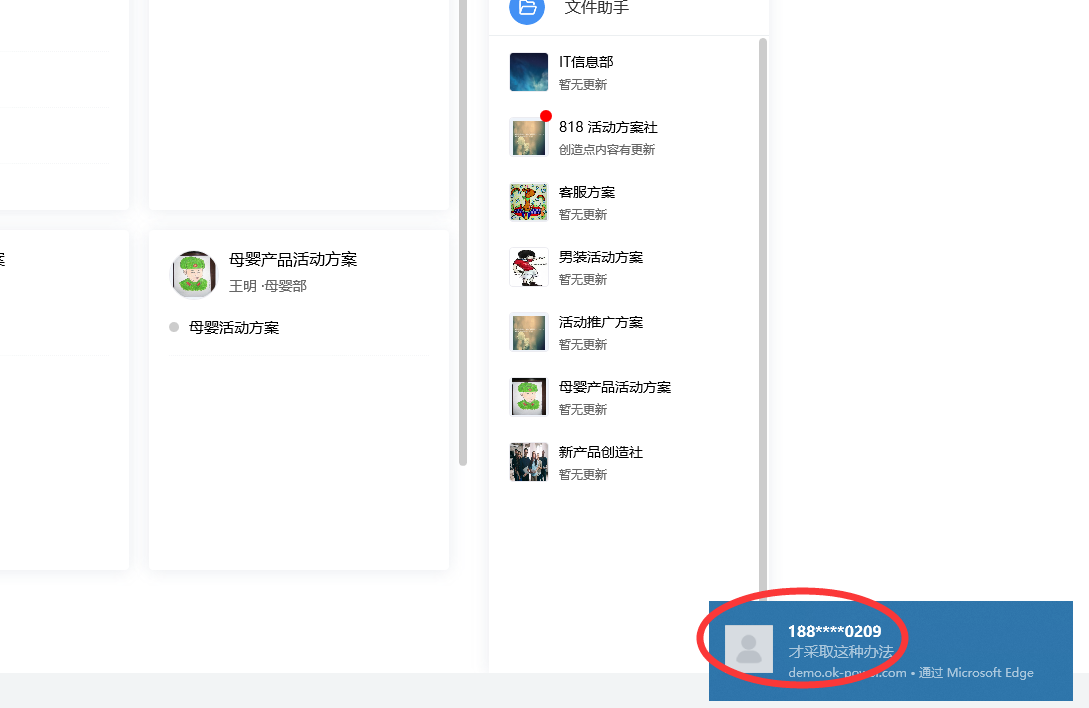 文件助手
IT信息部
暂无更新
818 活动方案社
创造点内容有更新
客服方案
暂无更新
案
母婴产品活动方案
王明 ·母婴部
母婴活动方案
男装活动方案
暂无更新
活动推广方案
暂无更新
母婴产品活动方案
暂无更新
新产品创造社
暂无更新
188****0209
才采取这种办法
demo.ok-power.com • 通过 Microsoft Edge